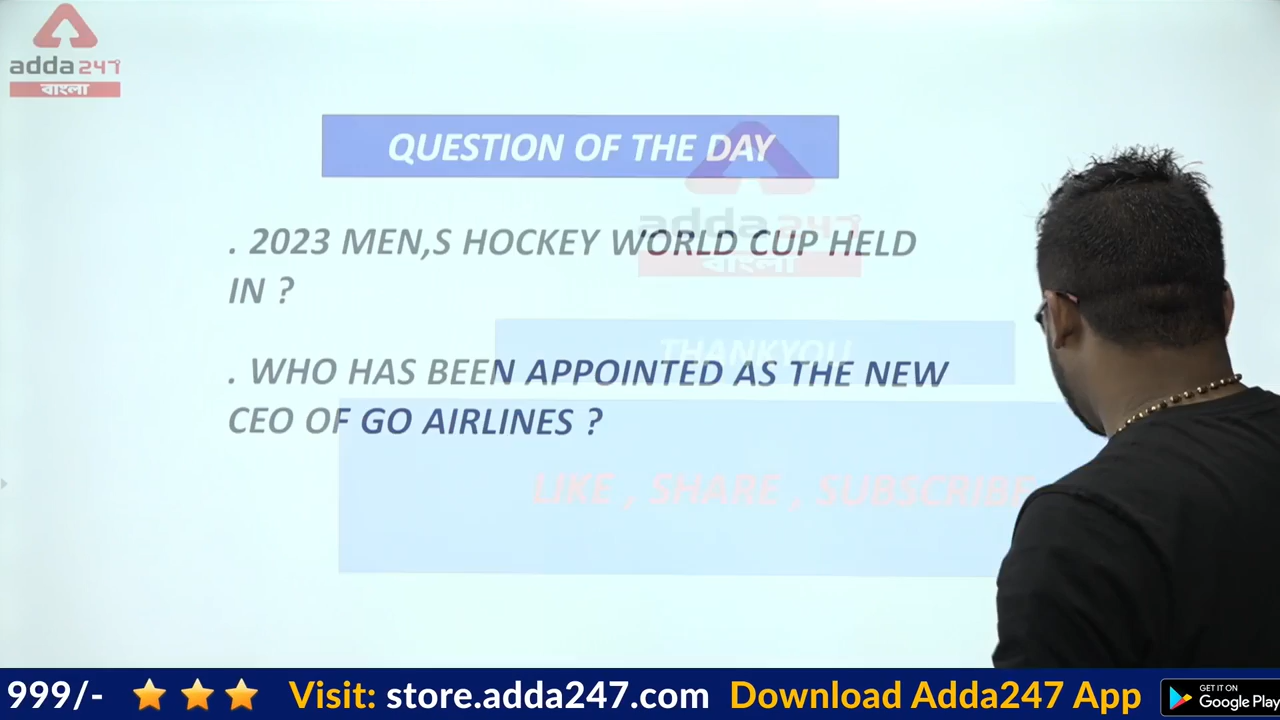 adda247
বাংলা
QUESTION OF THE DAY
adda247
বাংলা
. 2023 MEN,S HOCKEY WORLD CUP HELD
IN ?
THANKYOU
. WHO HAS BEEN APPOINTED AS THE NEW
CEO OF GO AIRLINES ?
LIKE , SHARE , SUBSCRIBE
999/- Visit: store.adda247.com Download Adda247 App
GET IT ON
Google Play